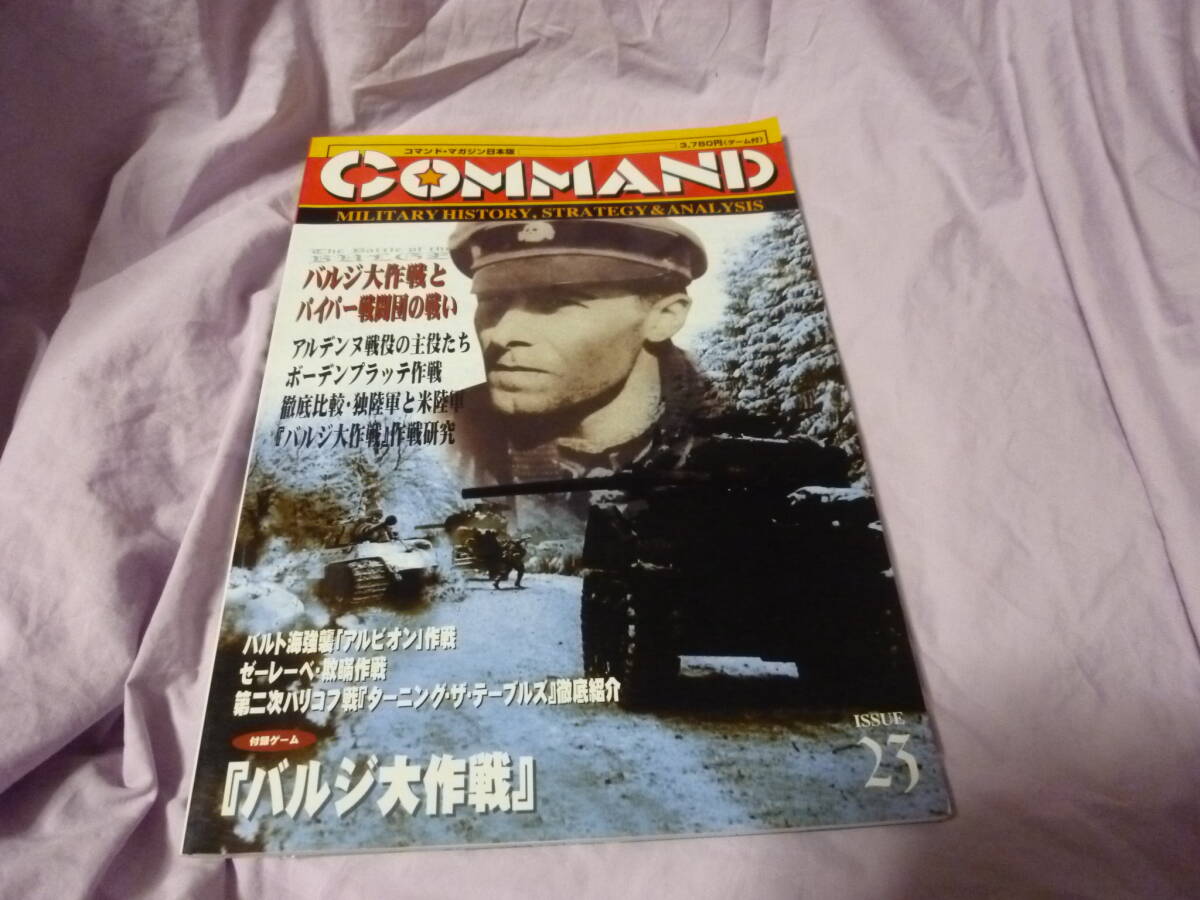 コマンド・マガジン日本版
3,780円(ゲーム付)
COMMAND
MILITARY HISTORY, STRATEGY & ANALYSIS
The Battle of the
BULGE
バルジ大作戦と
パイパー戦闘団の戦い
アルデンヌ戦役の主役たち
ボーデンプラッテ作戦
徹底比較・独陸軍と米陸軍
『バルジ大作戦』作戦研究
バルト海強襲「アルビオン」作戦
ゼーレーベ・欺瞞作戦
第二次ハリコフ戦『ターニング・ザ・テーブルズ』徹底紹介
ISSUE
23
付録ゲーム
『バルジ大作戦』